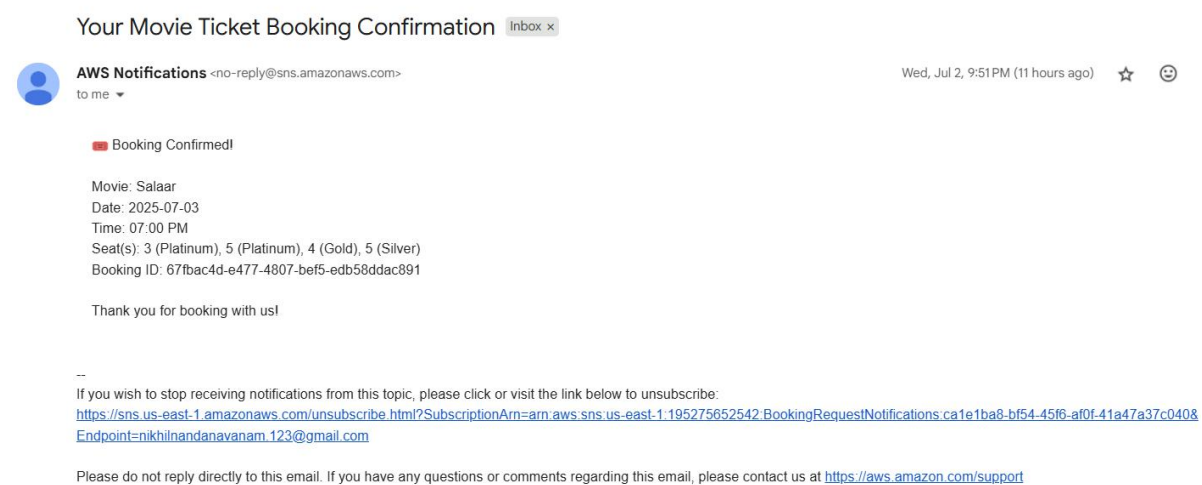 Your Movie Ticket Booking Confirmation Inbox ×
AWS Notifications <no-reply@sns.amazonaws.com> Wed, Jul 2, 9:51 PM (11 hours ago)
to me
Booking Confirmed!
Movie: Salaar
Date: 2025-07-03
Time: 07:00 PM
Seat(s): 3 (Platinum), 5 (Platinum), 4 (Gold), 5 (Silver)
Booking ID: 67fbac4d-e477-4807-bef5-edb58ddac891
Thank you for booking with us!
--
If you wish to stop receiving notifications from this topic, please click or visit the link below to unsubscribe:
https://sns.us-east-1.amazonaws.com/unsubscribe.html?SubscriptionArn=arn:aws:sns:us-east-1:195275652542:BookingRequestNotifications:ca1e1ba8-bf54-45f6-af0f-41a47a37c040&
Endpoint=nikhilnandanavanam.123@gmail.com
Please do not reply directly to this email. If you have any questions or comments regarding this email, please contact us at https://aws.amazon.com/support